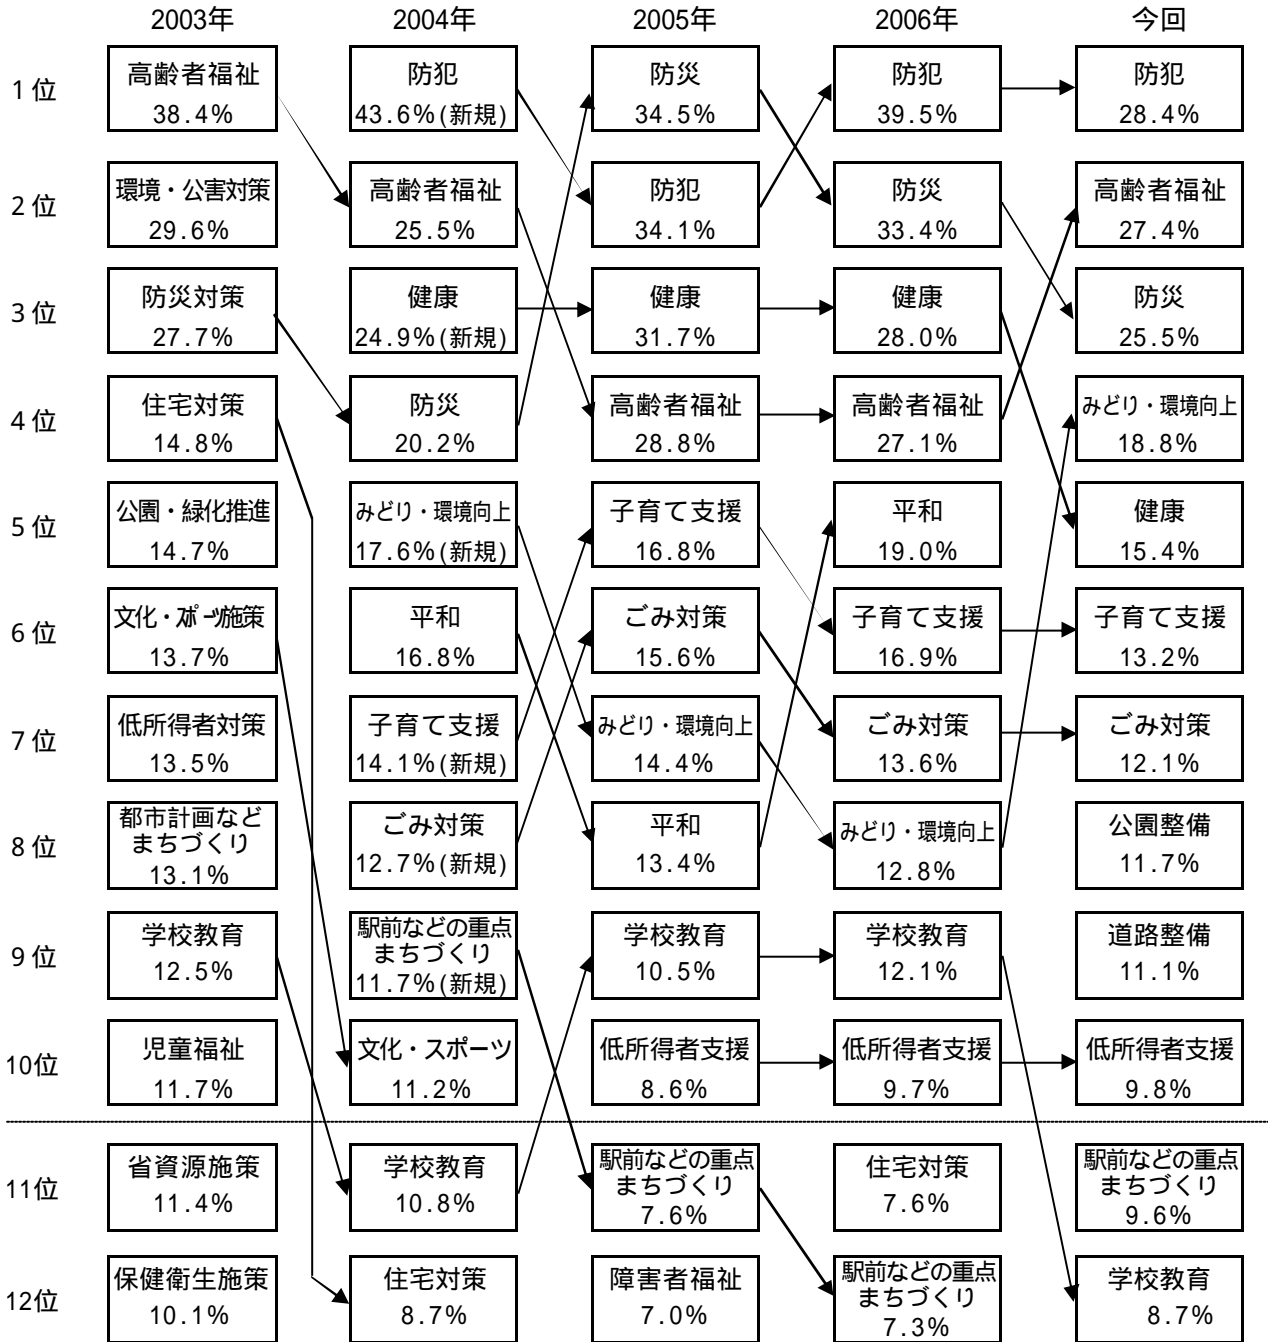 2003年 2004年 2005年 2006年 今回
1位
高齢者福祉
38.4%
防犯
43.6%(新規)
防災
34.5%
防犯
39.5%
防犯
28.4%
2位
環境・公害対策
29.6%
高齢者福祉
25.5%
防犯
34.1%
防災
33.4%
高齢者福祉
27.4%
3位
防災対策
27.7%
健康
24.9%(新規)
健康
31.7%
健康
28.0%
防災
25.5%
4位
住宅対策
14.8%
防災
20.2%
高齢者福祉
28.8%
高齢者福祉
27.1%
みどり・環境向上
18.8%
5位
公園・緑化推進
14.7%
みどり・環境向上
17.6%(新規)
子育て支援
16.8%
平和
19.0%
健康
15.4%
6位
文化・スポーツ施策
13.7%
平和
16.8%
ごみ対策
15.6%
子育て支援
16.9%
子育て支援
13.2%
7位
低所得者対策
13.5%
子育て支援
14.1%(新規)
みどり・環境向上
14.4%
ごみ対策
13.6%
ごみ対策
12.1%
8位
都市計画など
まちづくり
13.1%
ごみ対策
12.7%(新規)
平和
13.4%
みどり・環境向上
12.8%
公園整備
11.7%
9位
学校教育
12.5%
駅前などの重点
まちづくり
11.7%(新規)
学校教育
10.5%
学校教育
12.1%
道路整備
11.1%
10位
児童福祉
11.7%
文化・スポーツ
11.2%
低所得者支援
8.6%
低所得者支援
9.7%
低所得者支援
9.8%
11位
省資源施策
11.4%
学校教育
10.8%
駅前などの重点
まちづくり
7.6%
住宅対策
7.6%
駅前などの重点
まちづくり
9.6%
12位
保健衛生施策
10.1%
住宅対策
8.7%
障害者福祉
7.0%
駅前などの重点
まちづくり
7.3%
学校教育
8.7%